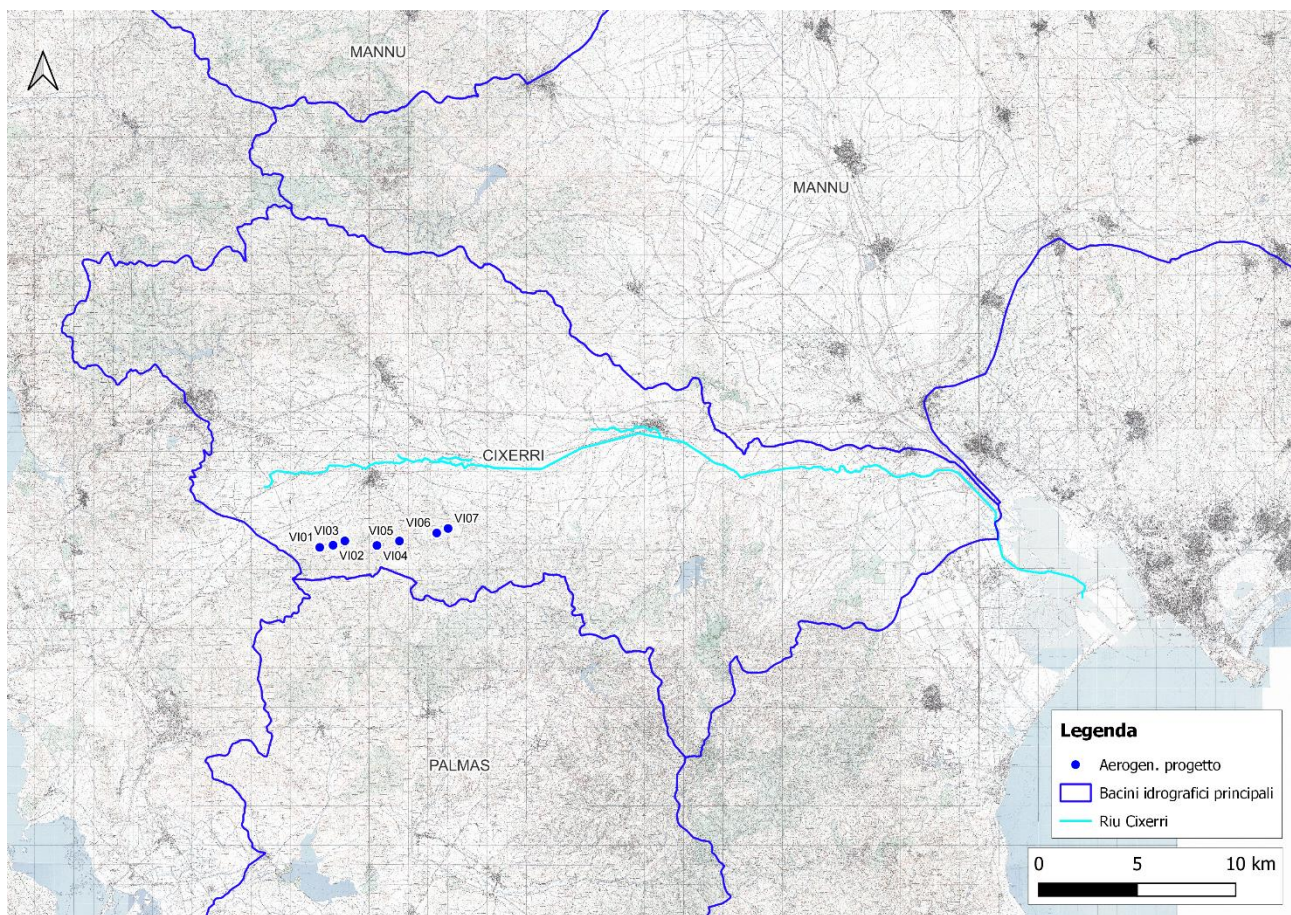 MANNU
MANNU
CIXERRI
VI01
VI03
VI02
VI05
VI04
VI06
VI07
PALMAS
Legenda
Aerogen. progetto
Bacini idrografici principali
Riu Cixerri
0 5 10 km